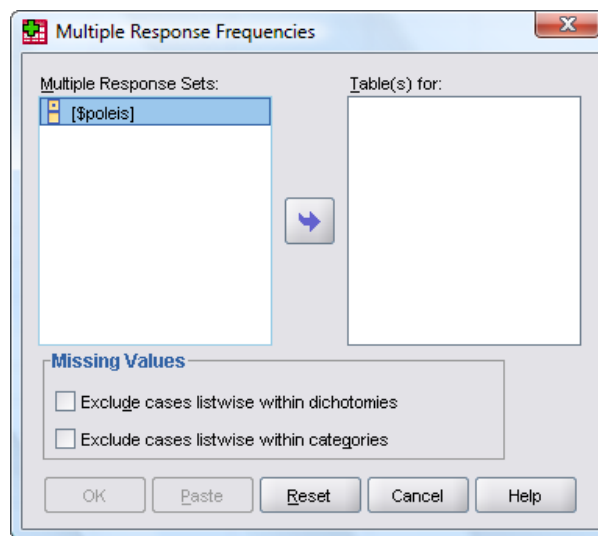 Multiple Response Frequencies
Multiple Response Sets:
Table(s) for:
[$poleis]
Missing Values
Exclude cases listwise within dichotomies
Exclude cases listwise within categories
OK Paste Reset Cancel Help